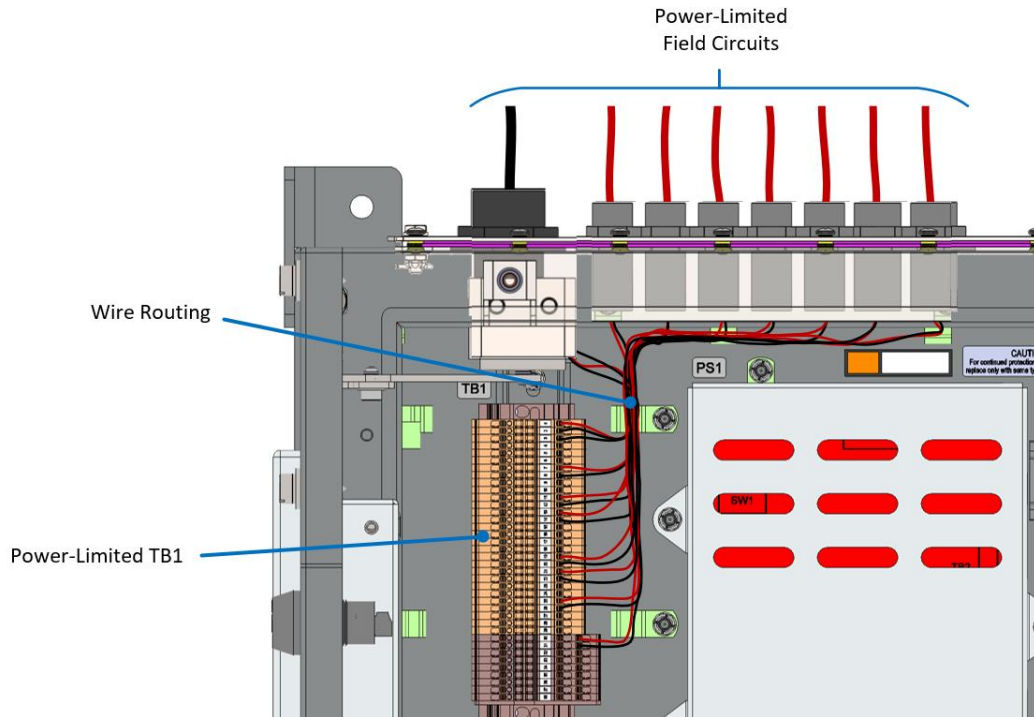 Power-Limited
Field Circuits
Wire Routing
PS1
CAUTI
For continued protectio
replace only with same ty
TB1
SW1
Power-Limited TB1
TB2